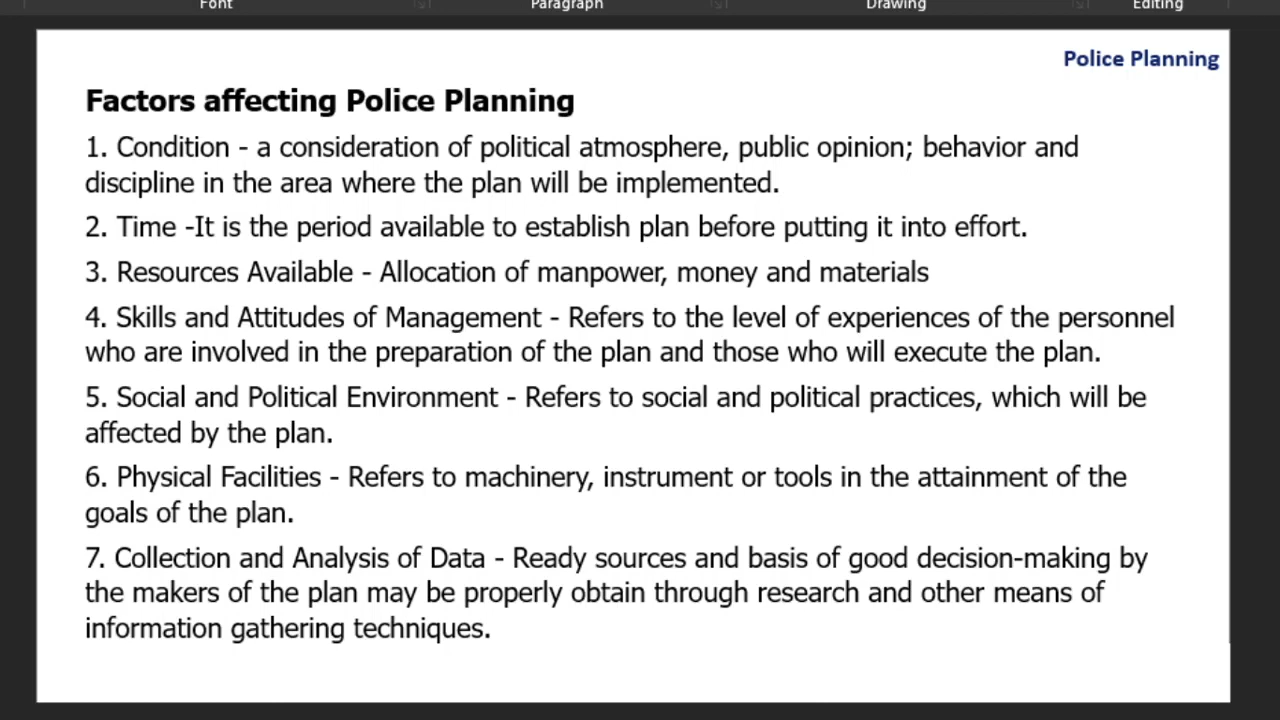 Font Paragraph Drawing Editing
Police Planning
Factors affecting Police Planning
1. Condition - a consideration of political atmosphere, public opinion; behavior and
discipline in the area where the plan will be implemented.
2. Time -It is the period available to establish plan before putting it into effort.
3. Resources Available - Allocation of manpower, money and materials
4. Skills and Attitudes of Management - Refers to the level of experiences of the personnel
who are involved in the preparation of the plan and those who will execute the plan.
5. Social and Political Environment - Refers to social and political practices, which will be
affected by the plan.
6. Physical Facilities - Refers to machinery, instrument or tools in the attainment of the
goals of the plan.
7. Collection and Analysis of Data - Ready sources and basis of good decision-making by
the makers of the plan may be properly obtain through research and other means of
information gathering techniques.